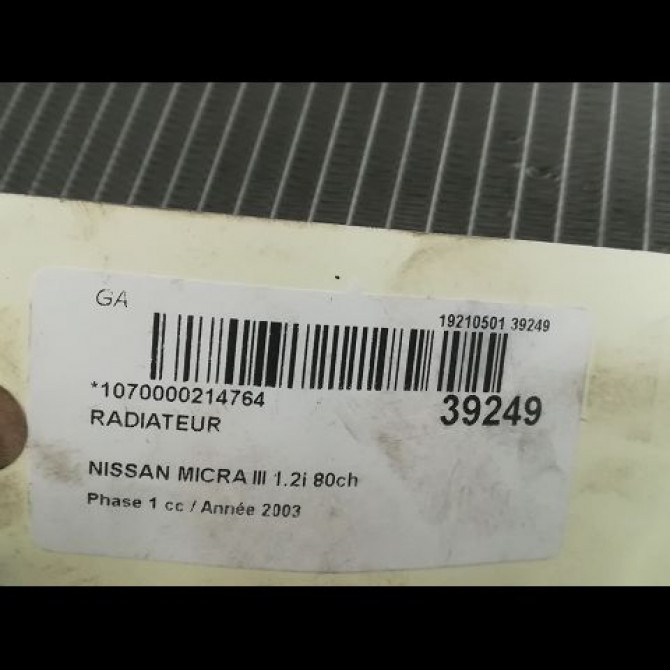 GA
19210501 39249
*1070000214764
39249
RADIATEUR
NISSAN MICRA III 1.2i 80ch
Phase 1 cc / Année 2003